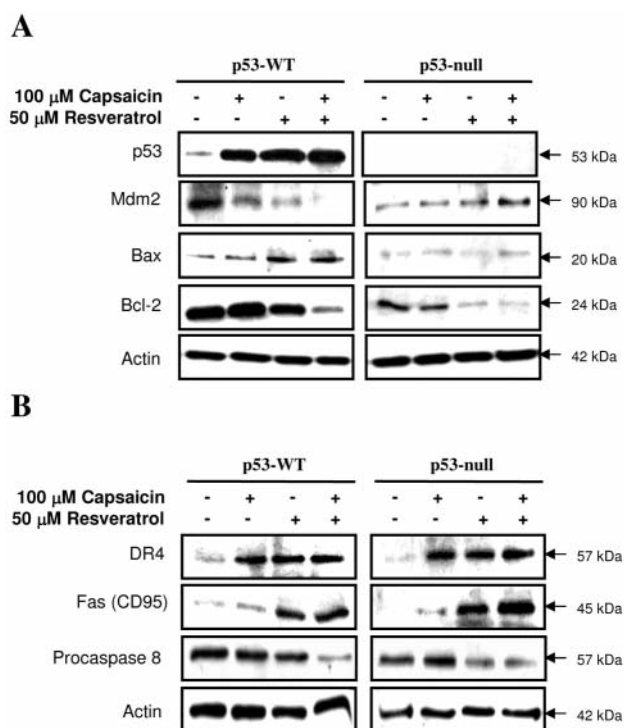 A
p53-WT p53-null
100 µM Capsaicin - + - + - + - +
50 µM Resveratrol - - + + - - + +
p53 53 kDa
Mdm2 90 kDa
Bax 20 kDa
Bcl-2 24 kDa
Actin 42 kDa
B
p53-WT p53-null
100 µM Capsaicin - + - + - + - +
50 µM Resveratrol - - + + - - + +
DR4 57 kDa
Fas (CD95) 45 kDa
Procaspase 8 57 kDa
Actin 42 kDa